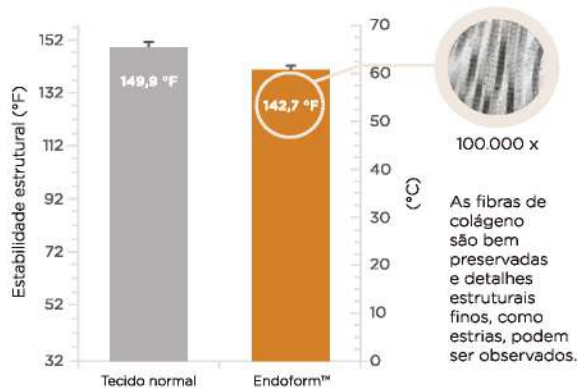 Estabilidade estrutural (°F)
152
132
112
92
72
52
32
149,9 °F
142,7 °F
Tecido normal
Endoform™
70
60
50
40
30
20
10
0
(°C)
100.000 x
As fibras de
colágeno
são bem
preservadas
e detalhes
estruturais
finos, como
estrias, podem
ser observados.